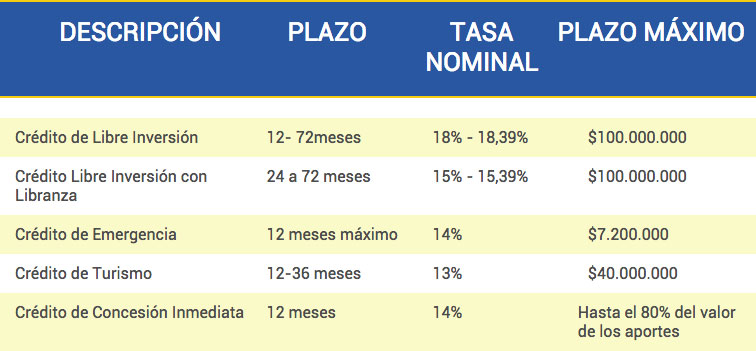 DESCRIPCIÓN PLAZO TASA NOMINAL PLAZO MÁXIMO
Crédito de Libre Inversión 12- 72meses 18% - 18,39% $100.000.000
Crédito Libre Inversión con Libranza 24 a 72 meses 15% - 15,39% $100.000.000
Crédito de Emergencia 12 meses máximo 14% $7.200.000
Crédito de Turismo 12-36 meses 13% $40.000.000
Crédito de Concesión Inmediata 12 meses 14% Hasta el 80% del valor de los aportes